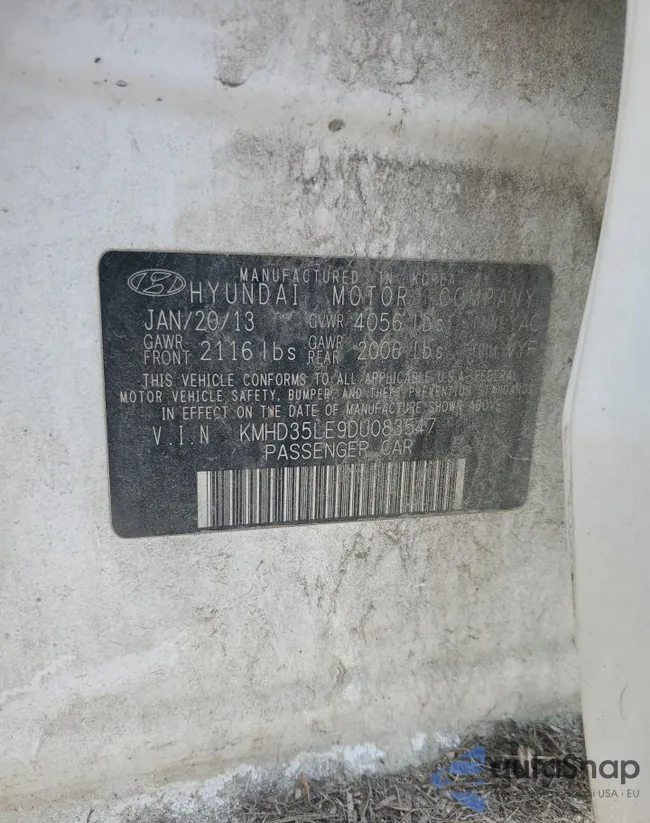 MANUFACTURED IN KOREA
HYUNDAI MOTOR COMPANY
JAN/20/13 GVWR 4056 lbs
GAWR FRONT 2116 lbs GAWR REAR 2006 lbs
THIS VEHICLE CONFORMS TO ALL APPLICABLE U.S.A. FEDERAL
MOTOR VEHICLE SAFETY, BUMPER, AND THEFT PREVENTION STANDARDS
IN EFFECT ON THE DATE OF MANUFACTURE SHOWN ABOVE
V.I.N KMHD35LE9DU083547
PASSENGER CAR
autoSnap
USA EU